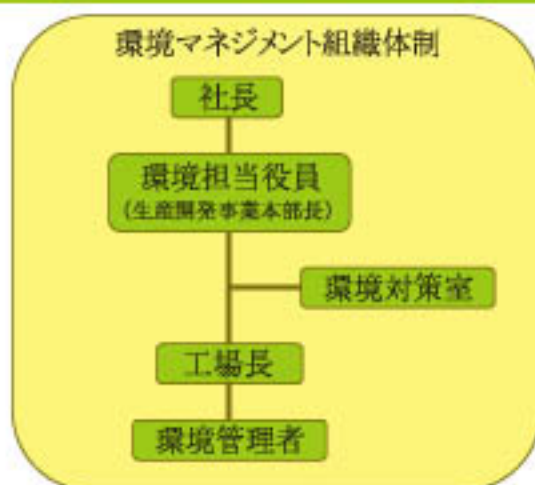 環境マネジメント組織体制
社長
環境担当役員
(生産開発事業本部長)
環境対策室
工場長
環境管理者